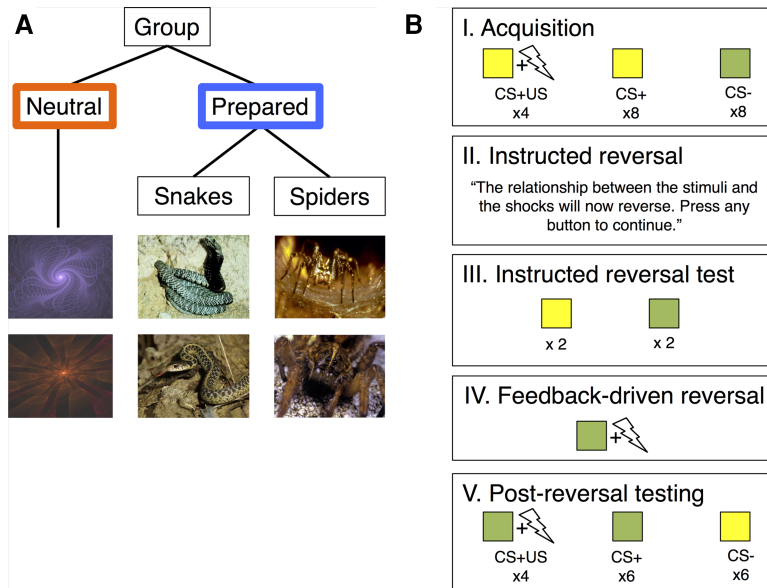 A
Group
Neutral
Prepared
Snakes
Spiders
B
I. Acquisition
+
CS+US
x4
CS+
x8
CS-
x8
II. Instructed reversal
“The relationship between the stimuli and
the shocks will now reverse. Press any
button to continue.”
III. Instructed reversal test
x 2
x 2
IV. Feedback-driven reversal
+
V. Post-reversal testing
+
CS+US
x4
CS+
x6
CS-
x6